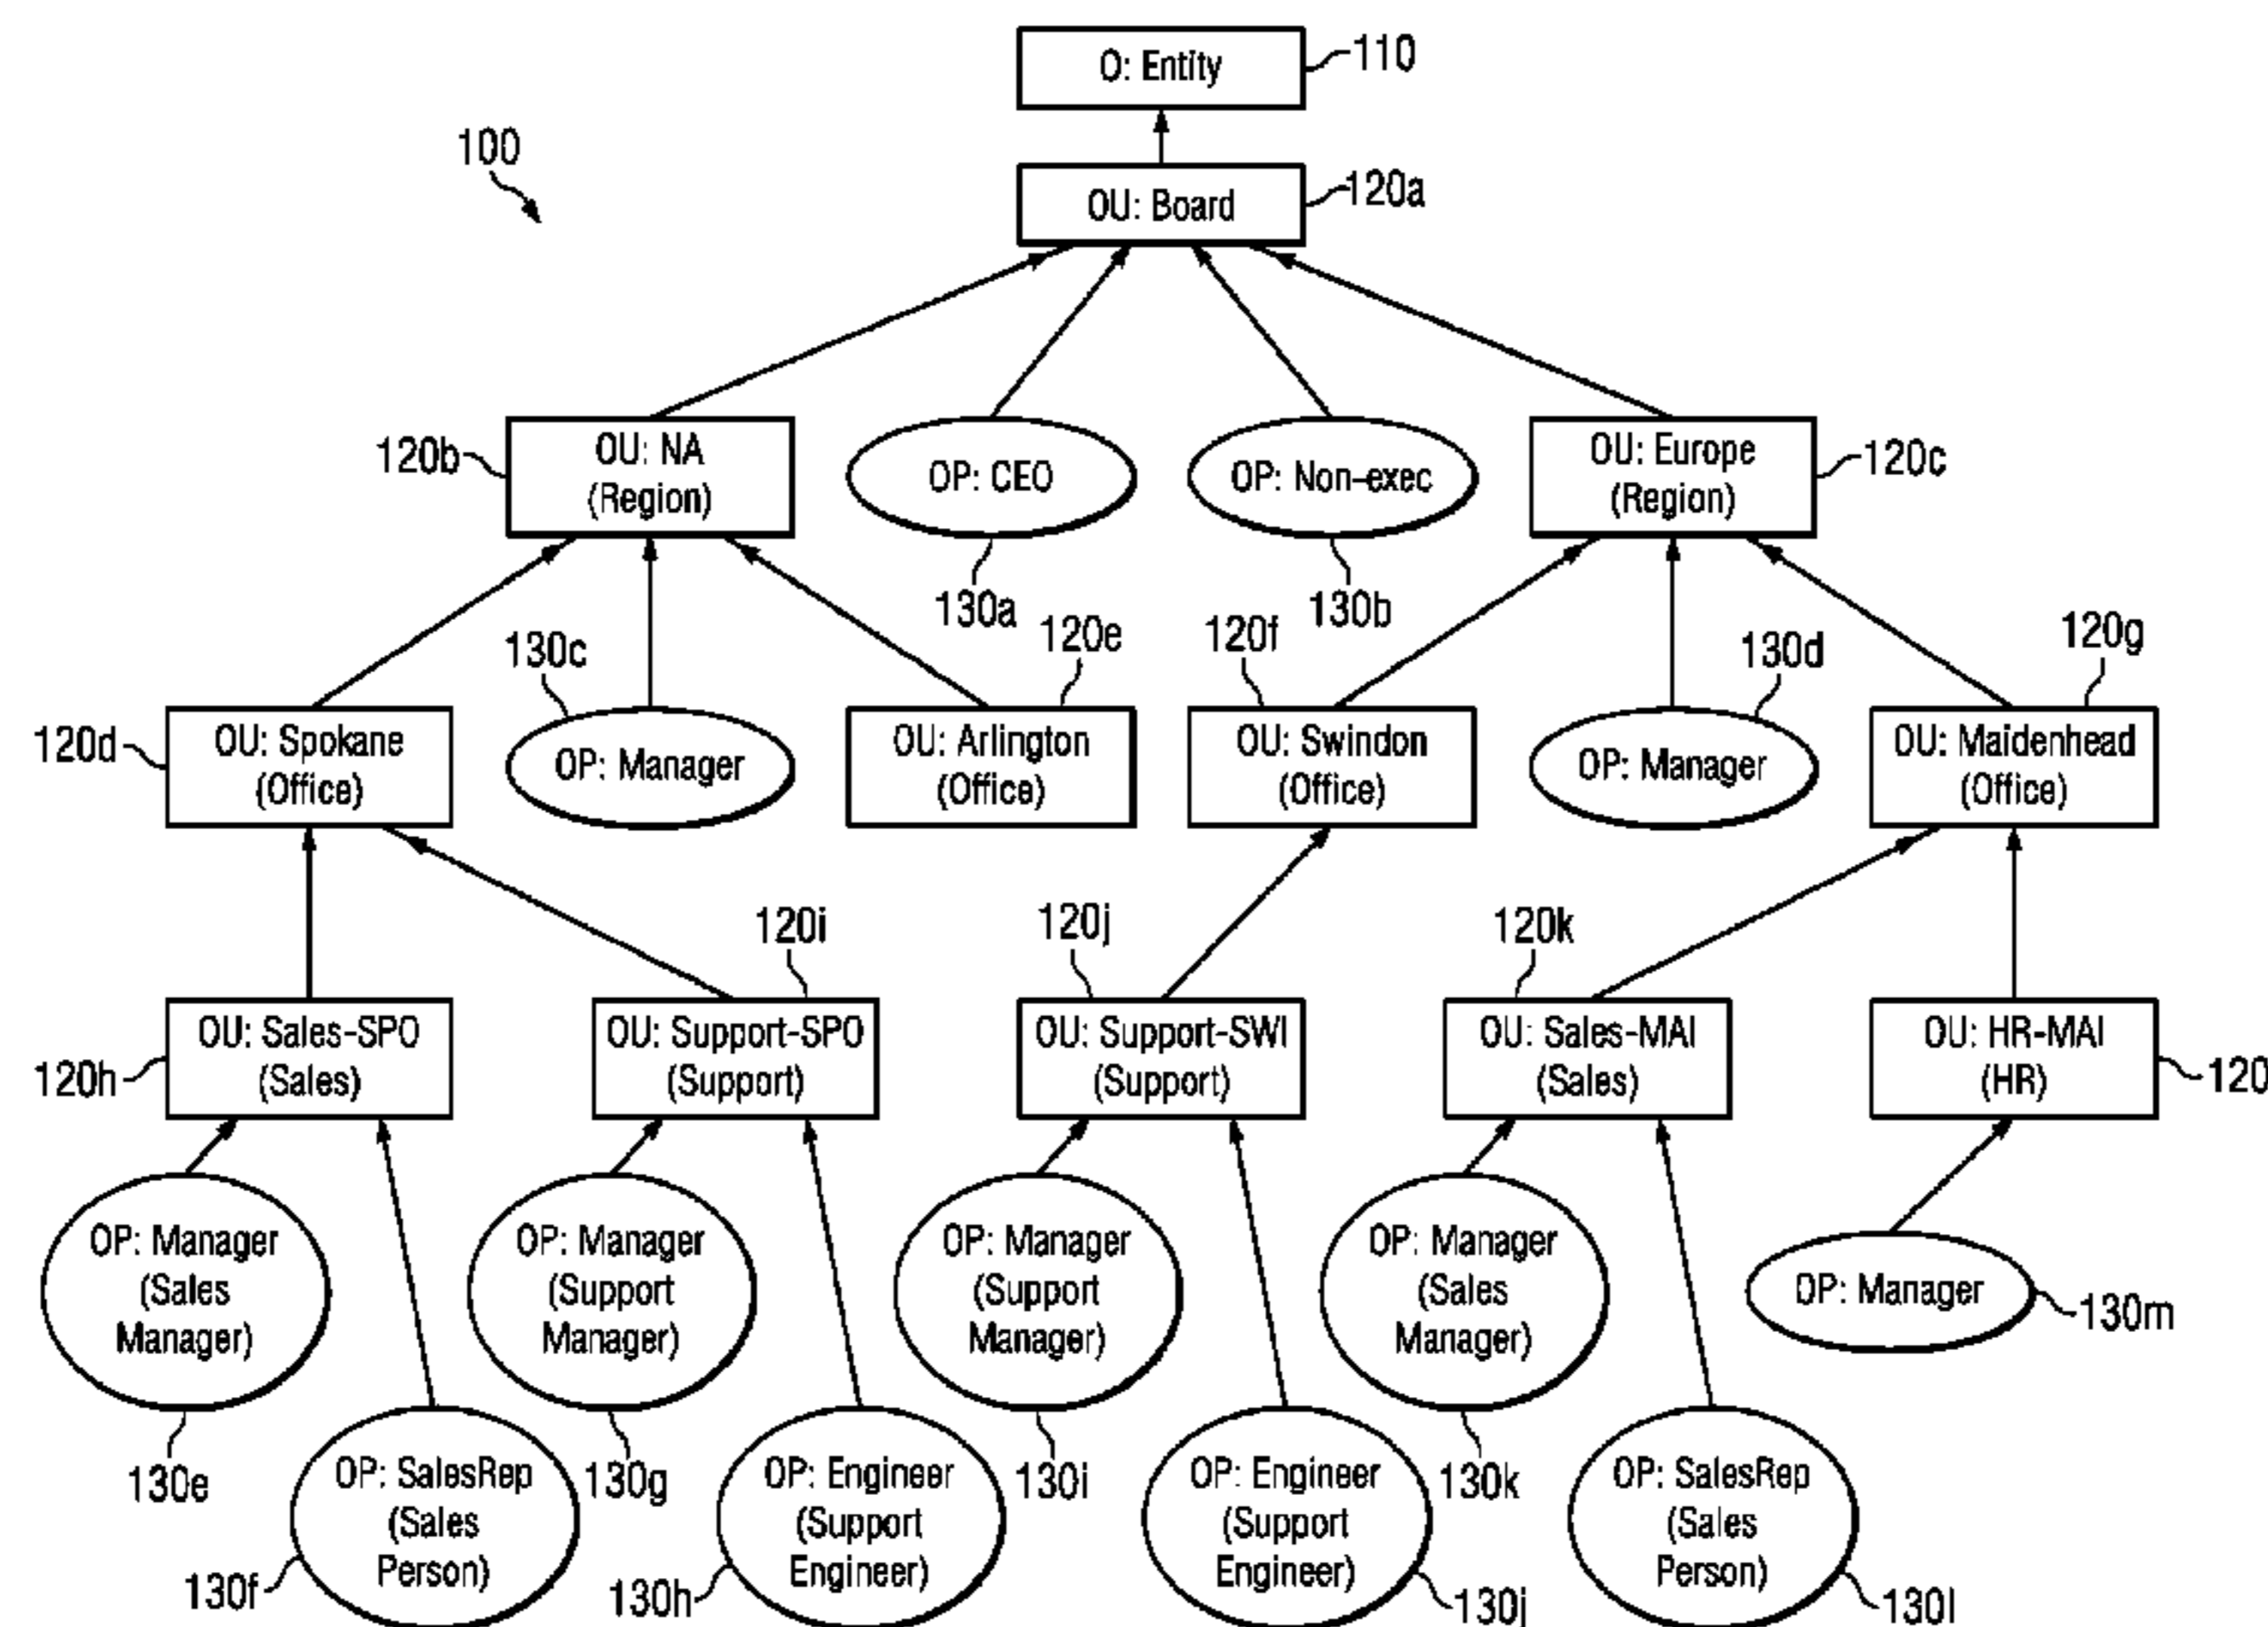 O: Entity
110
100
OU: Board
120a
120b
OU: NA
(Region)
OP: CEO
OP: Non-exec
OU: Europe
(Region)
120c
130a
130b
130c
120e
120f
130d
120g
120d
OU: Spokane
(Office)
OP: Manager
OU: Arlington
(Office)
OU: Swindon
(Office)
OP: Manager
OU: Maidenhead
(Office)
120i
120j
120k
120h
OU: Sales-SPO
(Sales)
OU: Support-SPO
(Support)
OU: Support-SWI
(Support)
OU: Sales-MAI
(Sales)
OU: HR-MAI
(HR)
120
OP: Manager
(Sales
Manager)
OP: Manager
(Support
Manager)
OP: Manager
(Support
Manager)
OP: Manager
(Sales
Manager)
OP: Manager
130m
130e
130g
130i
130k
OP: SalesRep
(Sales
Person)
OP: Engineer
(Support
Engineer)
OP: Engineer
(Support
Engineer)
OP: SalesRep
(Sales
Person)
130f
130h
130j
130l